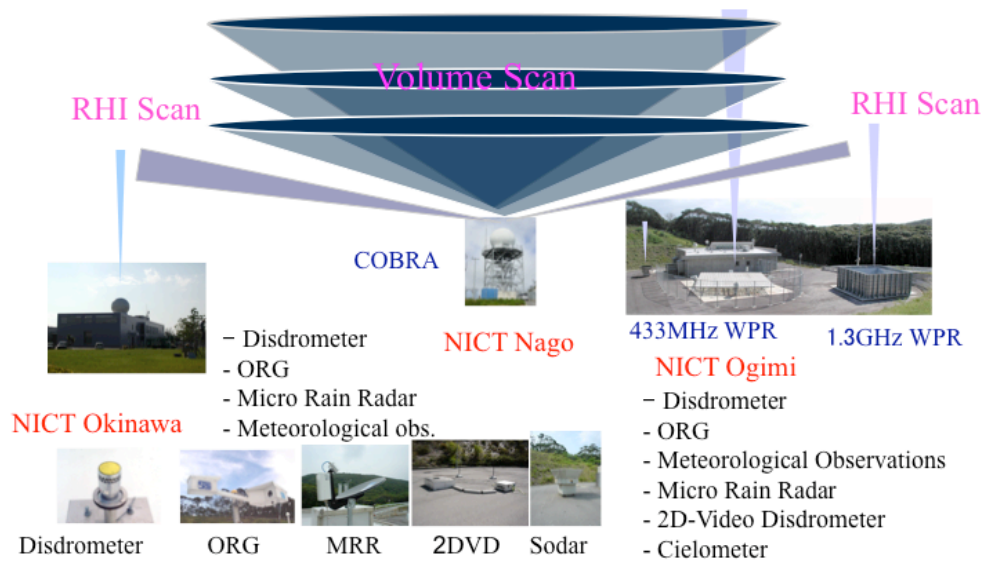 Volume Scan
RHI Scan
RHI Scan
COBRA
NICT Nago
433MHz WPR
1.3GHz WPR
NICT Ogimi
- Disdrometer
- ORG
- Micro Rain Radar
- Meteorological obs.
NICT Okinawa
- Disdrometer
- ORG
- Meteorological Observations
- Micro Rain Radar
- 2D-Video Disdrometer
- Cielometer
Disdrometer
ORG
MRR
2DVD
Sodar